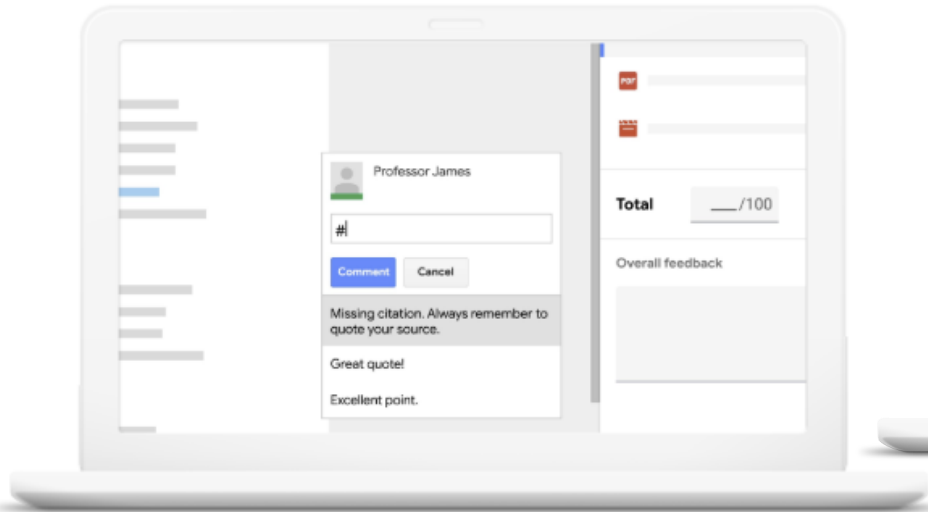 PDF
Professor James
#
Comment Cancel
Missing citation. Always remember to
quote your source.
Great quote!
Excellent point.
Total __/100
Overall feedback